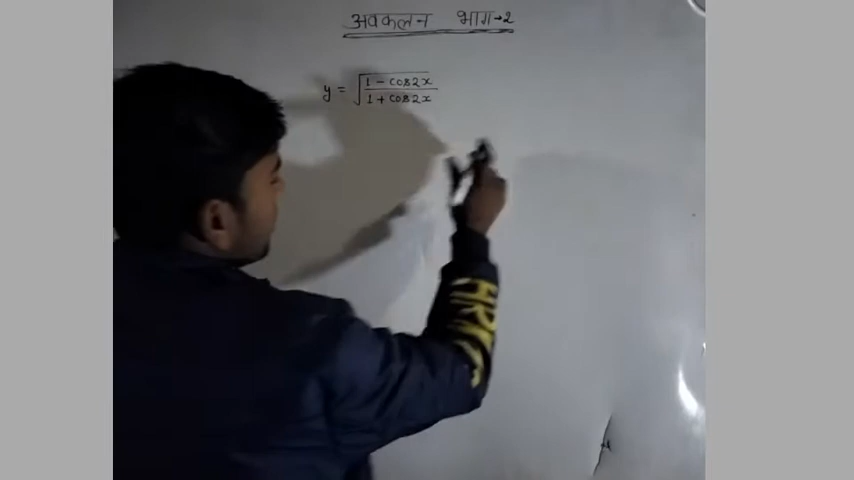 अवकलन भाग→2
y = √(1 - cos2x / 1 + cos2x)